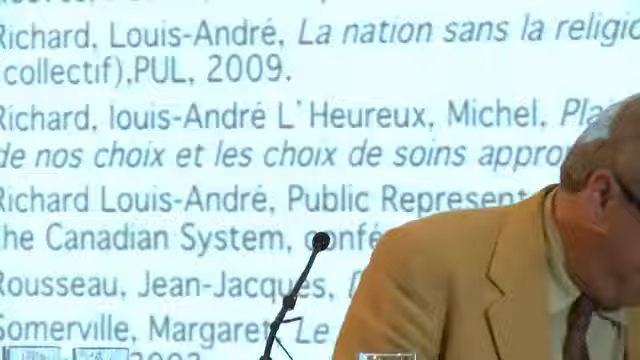 Richard, Louis-André, La nation sans la religio
collectif),PUL, 2009.
Richard, louis-André L'Heureux, Michel, Pla
de nos choix et les choix de soins appro
Richard Louis-André, Public Represent
the Canadian System, confé
Rousseau, Jean-Jacques,
Somerville, Margaret Le